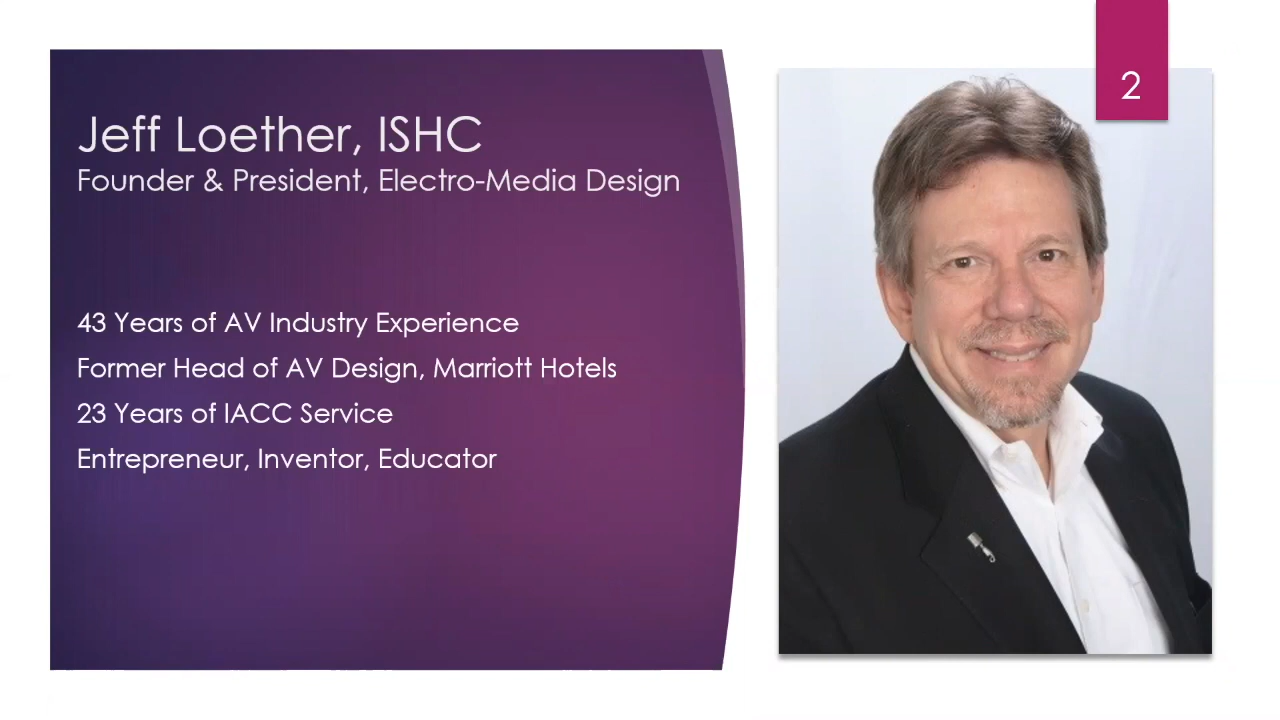 Jeff Loether, ISHC
Founder & President, Electro-Media Design
43 Years of AV Industry Experience
Former Head of AV Design, Marriott Hotels
23 Years of IACC Service
Entrepreneur, Inventor, Educator
2